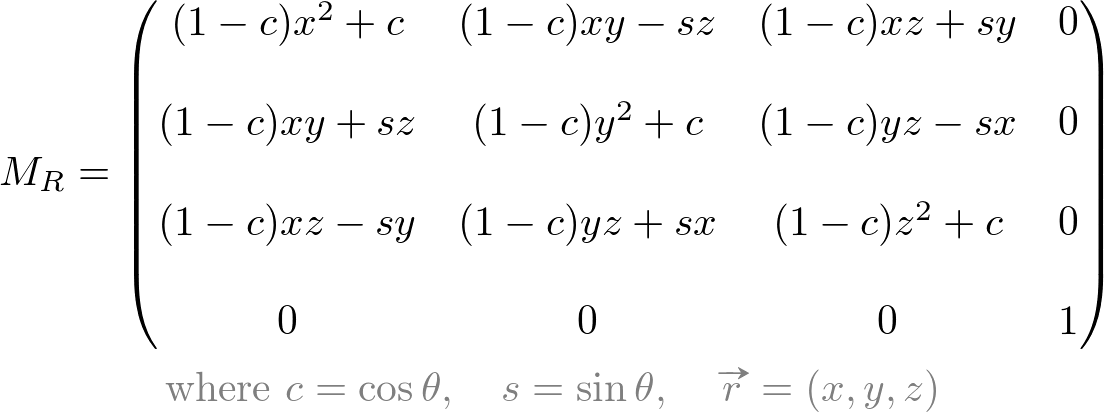 (1 − c)x² + c (1 − c)xy − sz (1 − c)xz + sy 0
(1 − c)xy + sz (1 − c)y² + c (1 − c)yz − sx 0
M_R =
(1 − c)xz − sy (1 − c)yz + sx (1 − c)z² + c 0
0 0 0 1
where c = cos θ, s = sin θ, r⃗ = (x, y, z)